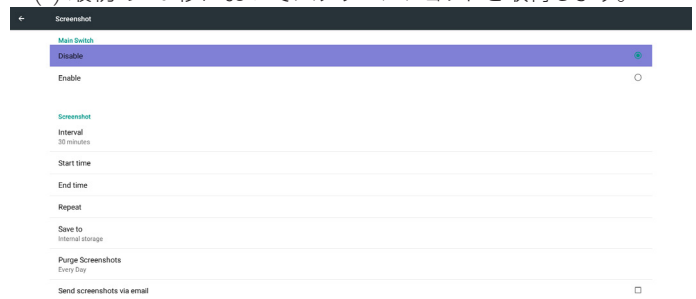 Screenshot
Main Switch
Disable
Enable
Screenshot
Interval
30 minutes
Start time
End time
Repeat
Save to
Internal storage
Purge Screenshots
Every Day
Send screenshots via email